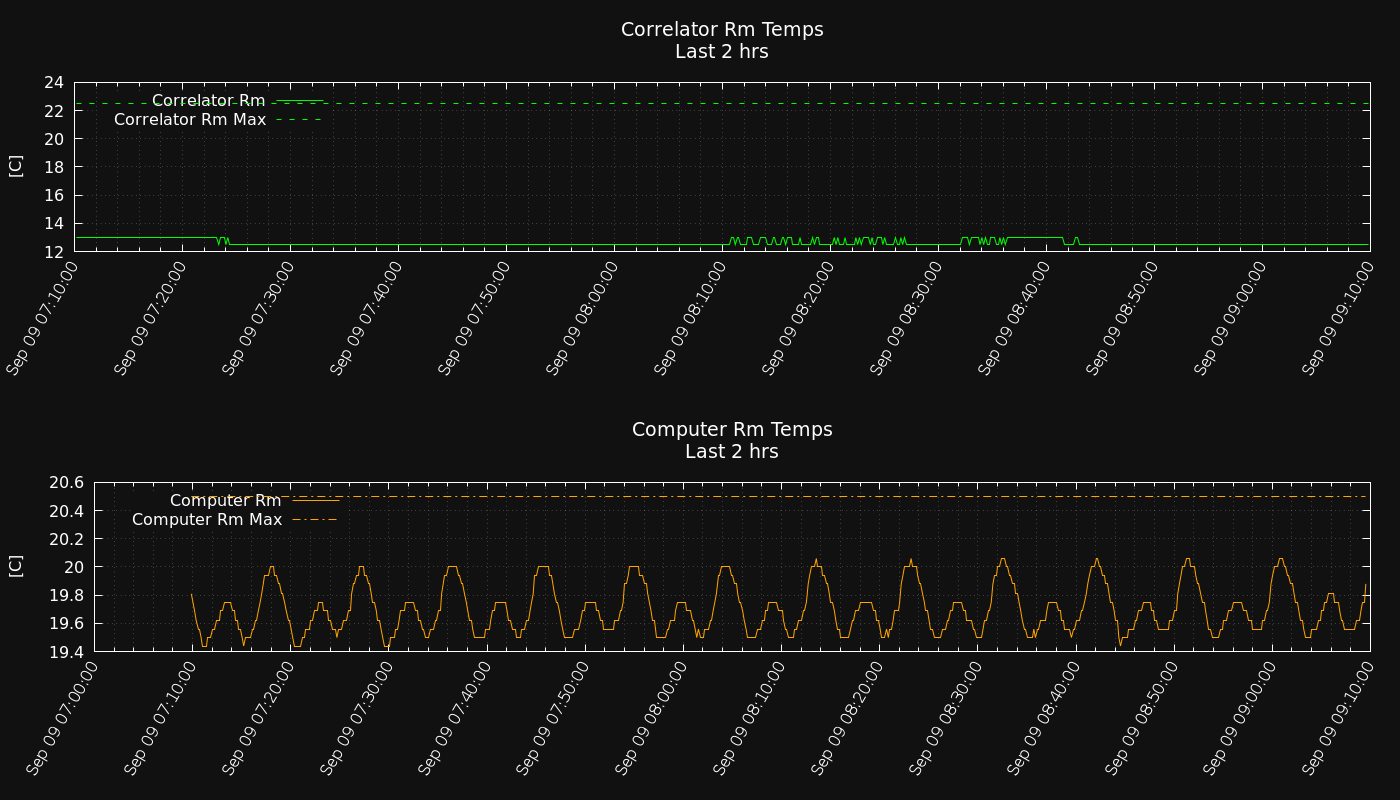 Correlator Rm Temps
Last 2 hrs
24
22
20
18
16
14
12
[C]
Correlator Rm
Correlator Rm Max
Sep 09 07:10:00
Sep 09 07:20:00
Sep 09 07:30:00
Sep 09 07:40:00
Sep 09 07:50:00
Sep 09 08:00:00
Sep 09 08:10:00
Sep 09 08:20:00
Sep 09 08:30:00
Sep 09 08:40:00
Sep 09 08:50:00
Sep 09 09:00:00
Sep 09 09:10:00
Computer Rm Temps
Last 2 hrs
20.6
20.4
20.2
20
19.8
19.6
19.4
[C]
Computer Rm
Computer Rm Max
Sep 09 07:00:00
Sep 09 07:10:00
Sep 09 07:20:00
Sep 09 07:30:00
Sep 09 07:40:00
Sep 09 07:50:00
Sep 09 08:00:00
Sep 09 08:10:00
Sep 09 08:20:00
Sep 09 08:30:00
Sep 09 08:40:00
Sep 09 08:50:00
Sep 09 09:00:00
Sep 09 09:10:00